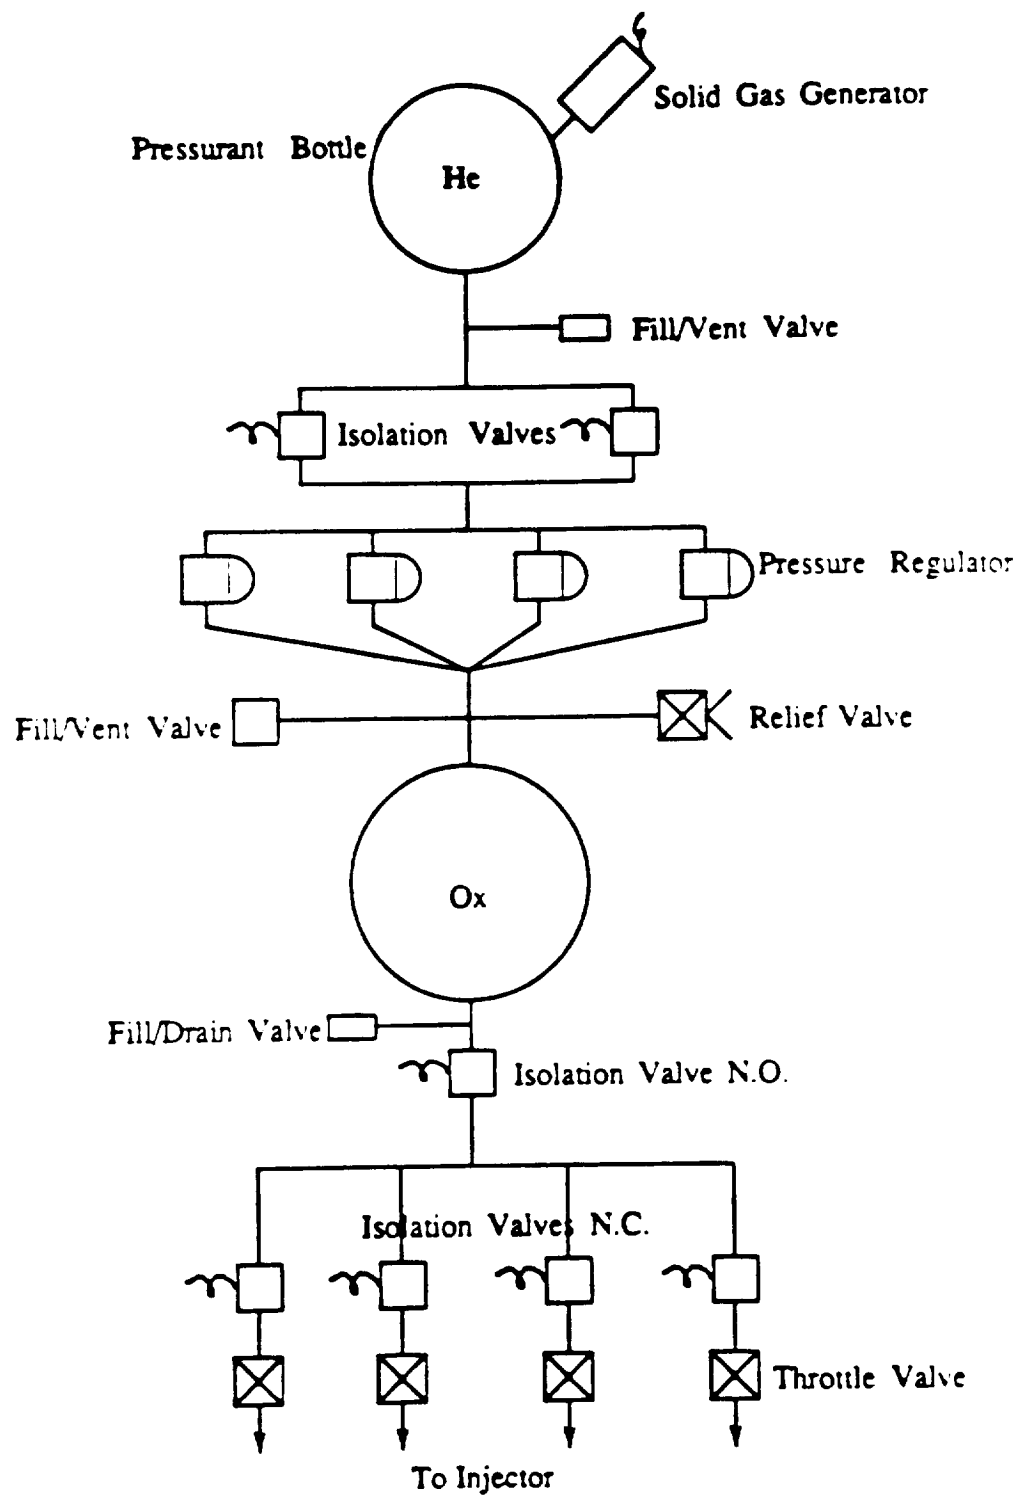 Solid Gas Generator
Pressurant Bottle
He
Fill/Vent Valve
Isolation Valves
Pressure Regulator
Fill/Vent Valve
Relief Valve
Ox
Fill/Drain Valve
Isolation Valve N.O.
Isolation Valves N.C.
Throttle Valve
To Injector